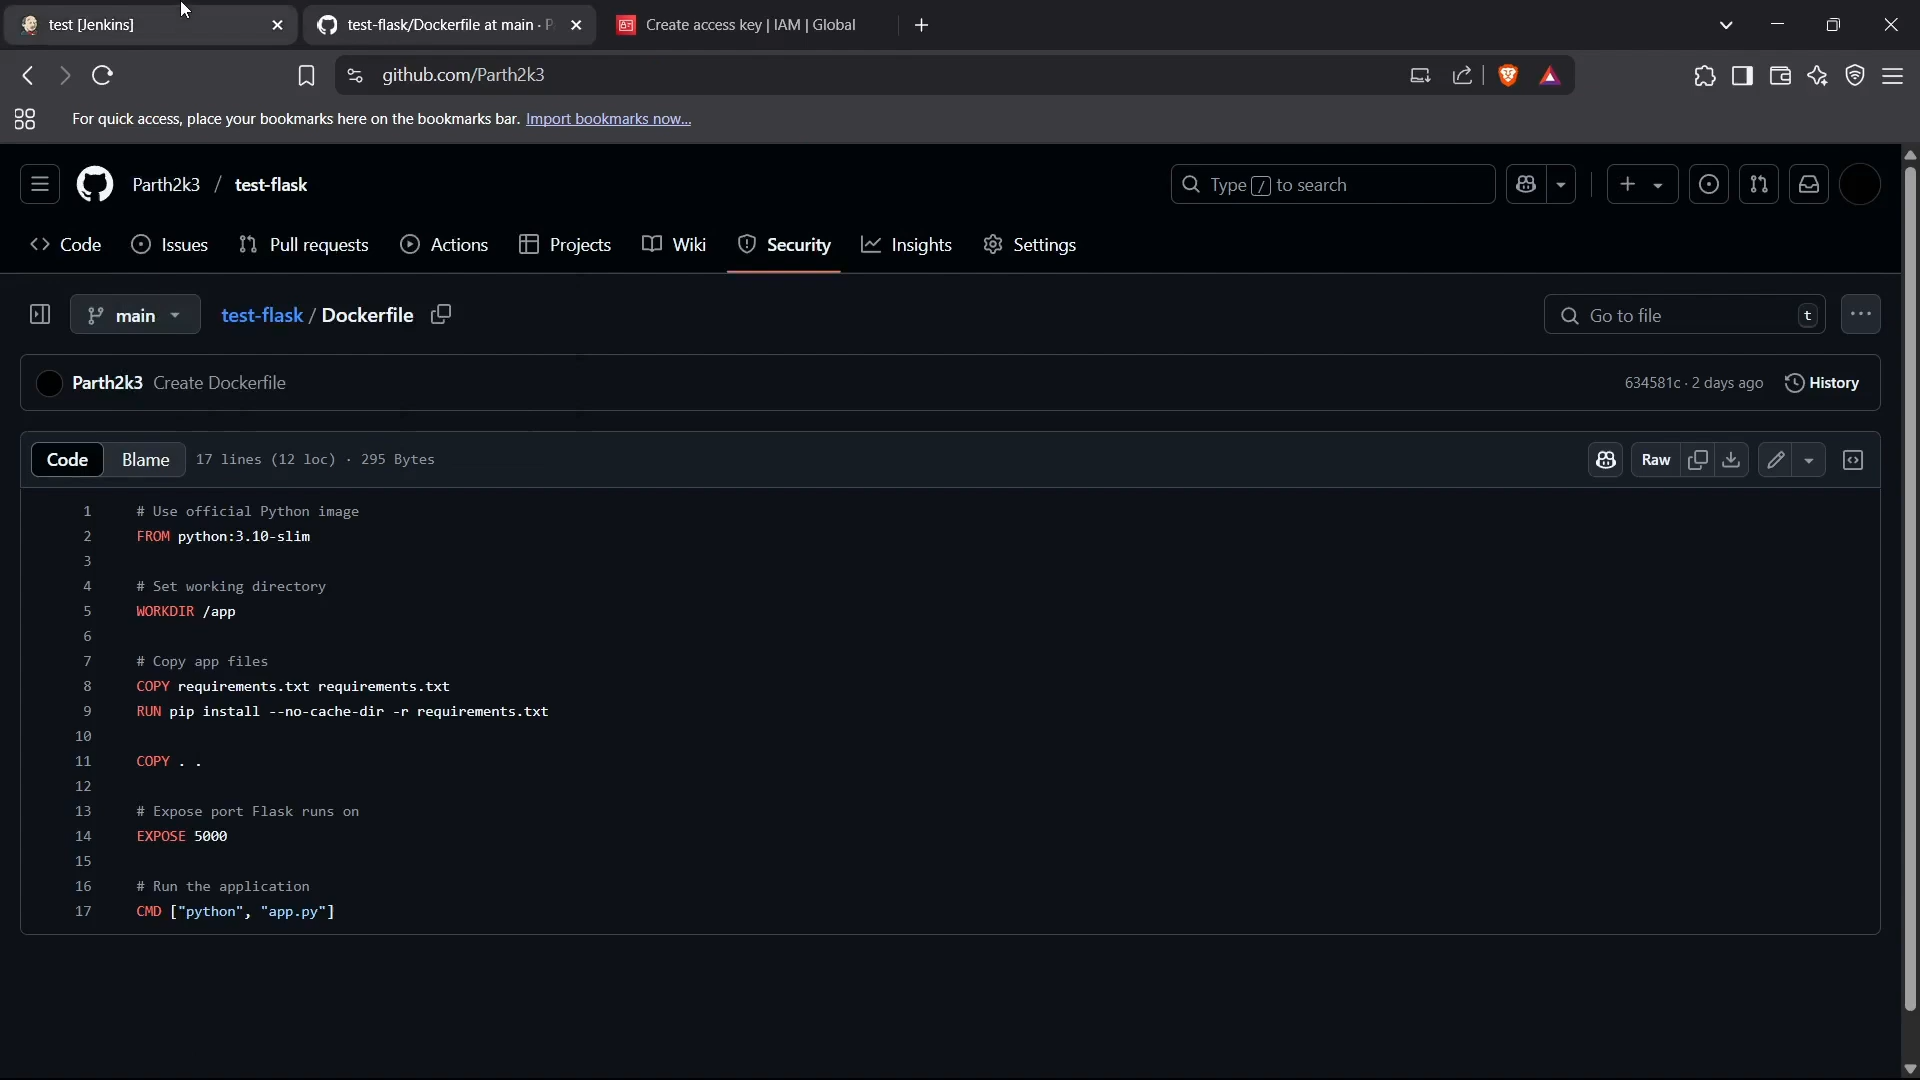 test [Jenkins]
test-flask/Dockerfile at main · P
Create access key | IAM | Global
github.com/Parth2k3
For quick access, place your bookmarks here on the bookmarks bar. Import bookmarks now...
Parth2k3 / test-flask
Type / to search
Code
Issues
Pull requests
Actions
Projects
Wiki
Security
Insights
Settings
main
test-flask / Dockerfile
Go to file
t
Parth2k3 Create Dockerfile
634581c · 2 days ago
History
Code
Blame
17 lines (12 loc) · 295 Bytes
Raw
1 # Use official Python image
2 FROM python:3.10-slim
3
4 # Set working directory
5 WORKDIR /app
6
7 # Copy app files
8 COPY requirements.txt requirements.txt
9 RUN pip install --no-cache-dir -r requirements.txt
10
11 COPY . .
12
13 # Expose port Flask runs on
14 EXPOSE 5000
15
16 # Run the application
17 CMD ["python", "app.py"]